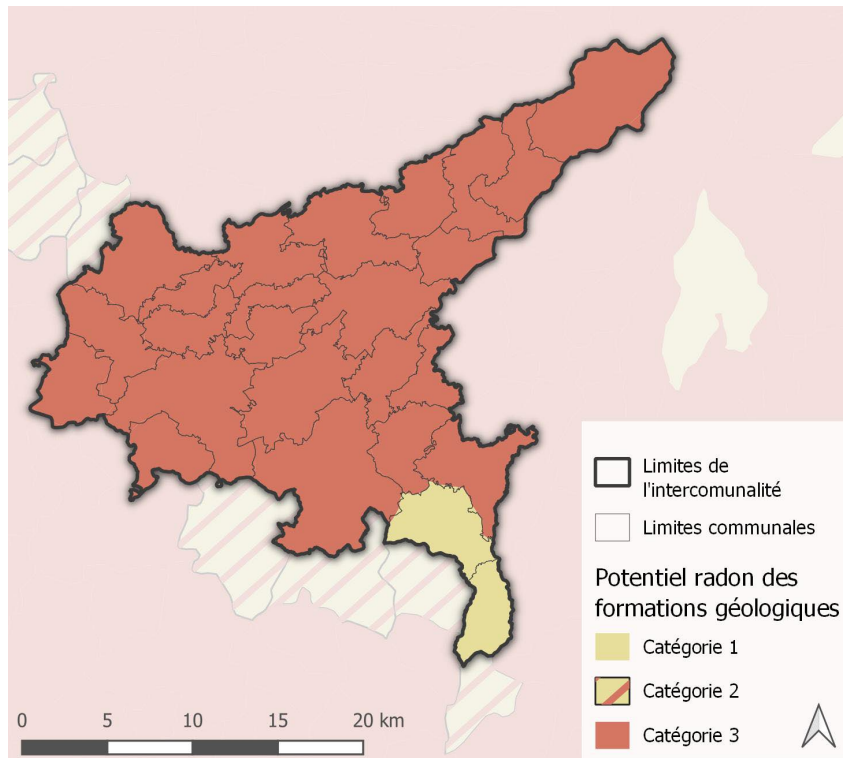 Limites de
l'intercomunalité
Limites communales
Potentiel radon des
formations géologiques
Catégorie 1
Catégorie 2
Catégorie 3
0 5 10 15 20 km